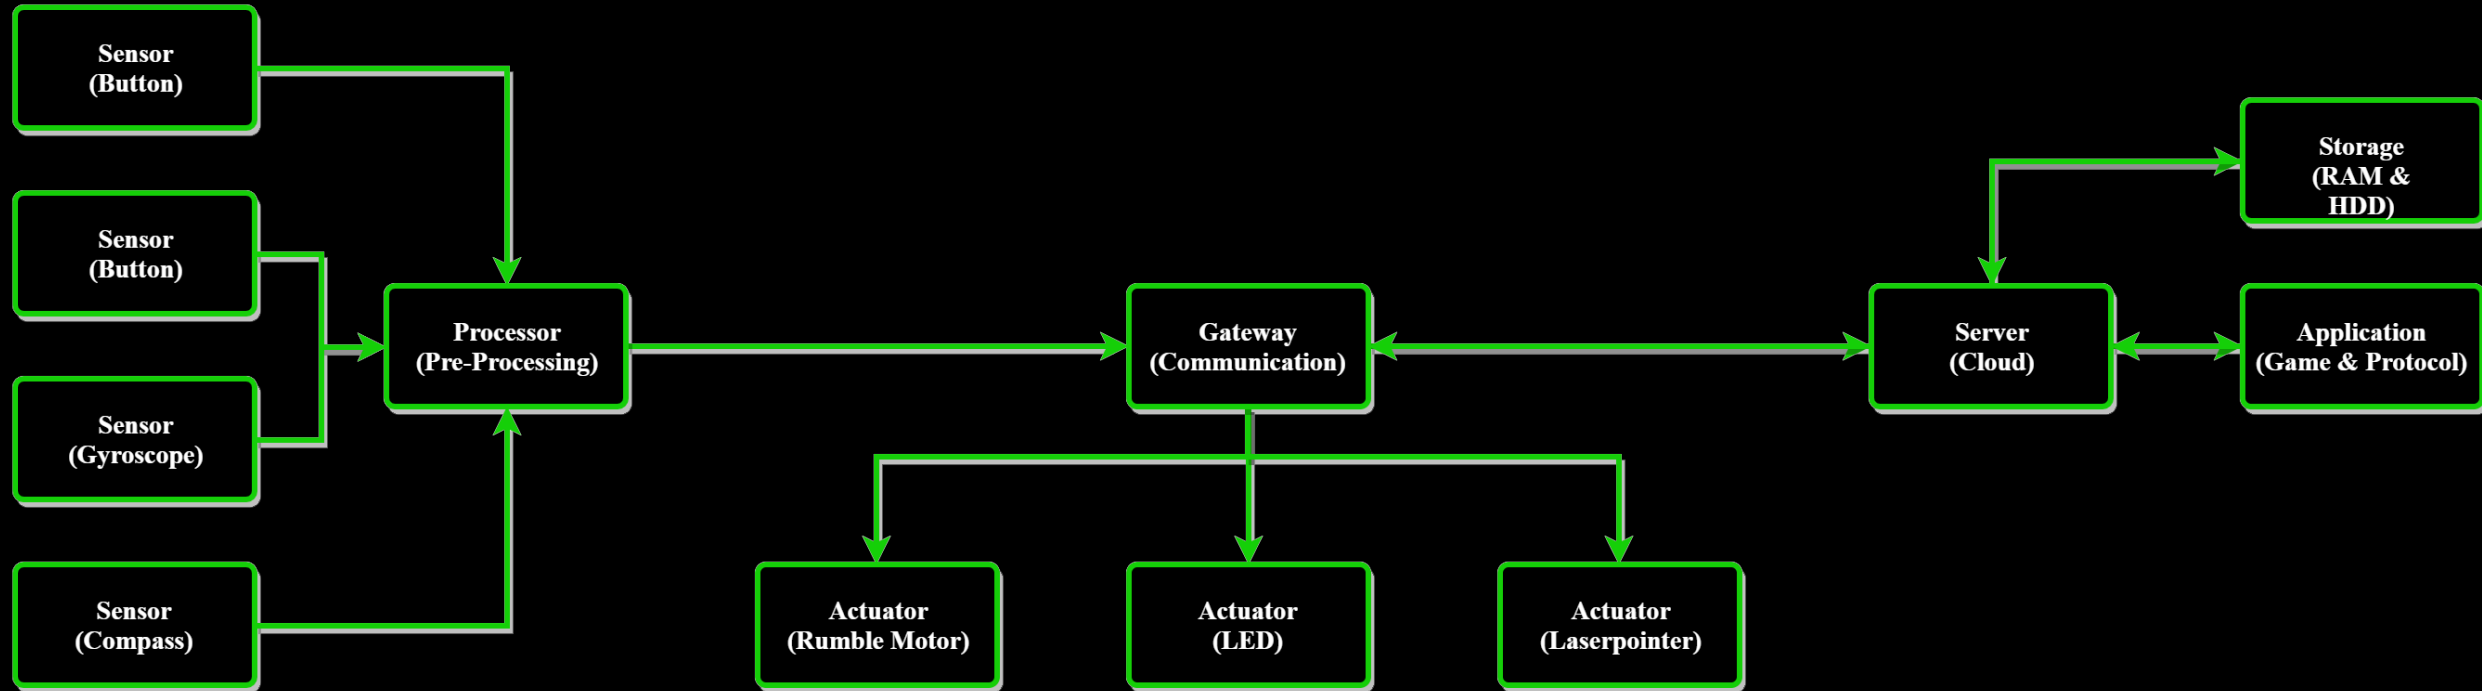 Sensor
(Button)
Sensor
(Button)
Sensor
(Gyroscope)
Sensor
(Compass)
Processor
(Pre-Processing)
Gateway
(Communication)
Actuator
(Rumble Motor)
Actuator
(LED)
Actuator
(Laserpointer)
Server
(Cloud)
Storage
(RAM &
HDD)
Application
(Game & Protocol)